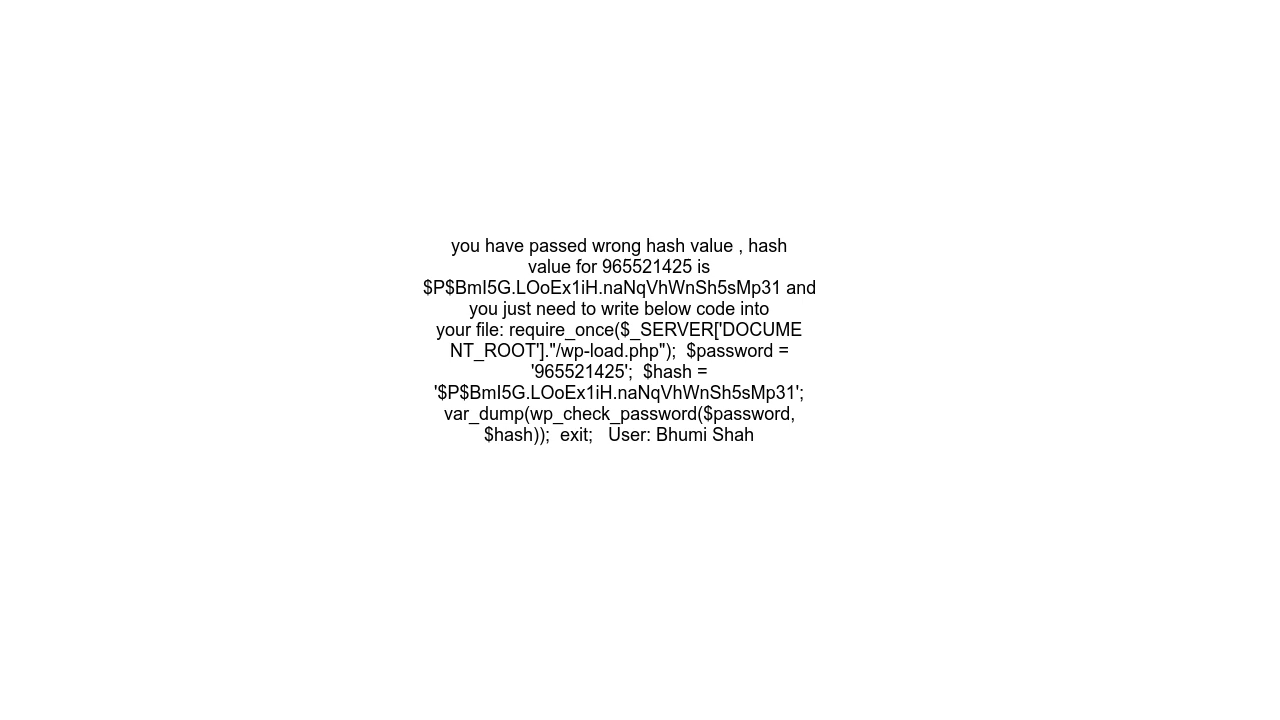 you have passed wrong hash value , hash
value for 965521425 is
$P$BmI5G.LOoEx1iH.naNqVhWnSh5sMp31 and
you just need to write below code into
your file: require_once($_SERVER['DOCUME
NT_ROOT']."/wp-load.php");  $password =
'965521425';  $hash =
'$P$BmI5G.LOoEx1iH.naNqVhWnSh5sMp31';
var_dump(wp_check_password($password,
$hash));  exit;   User: Bhumi Shah